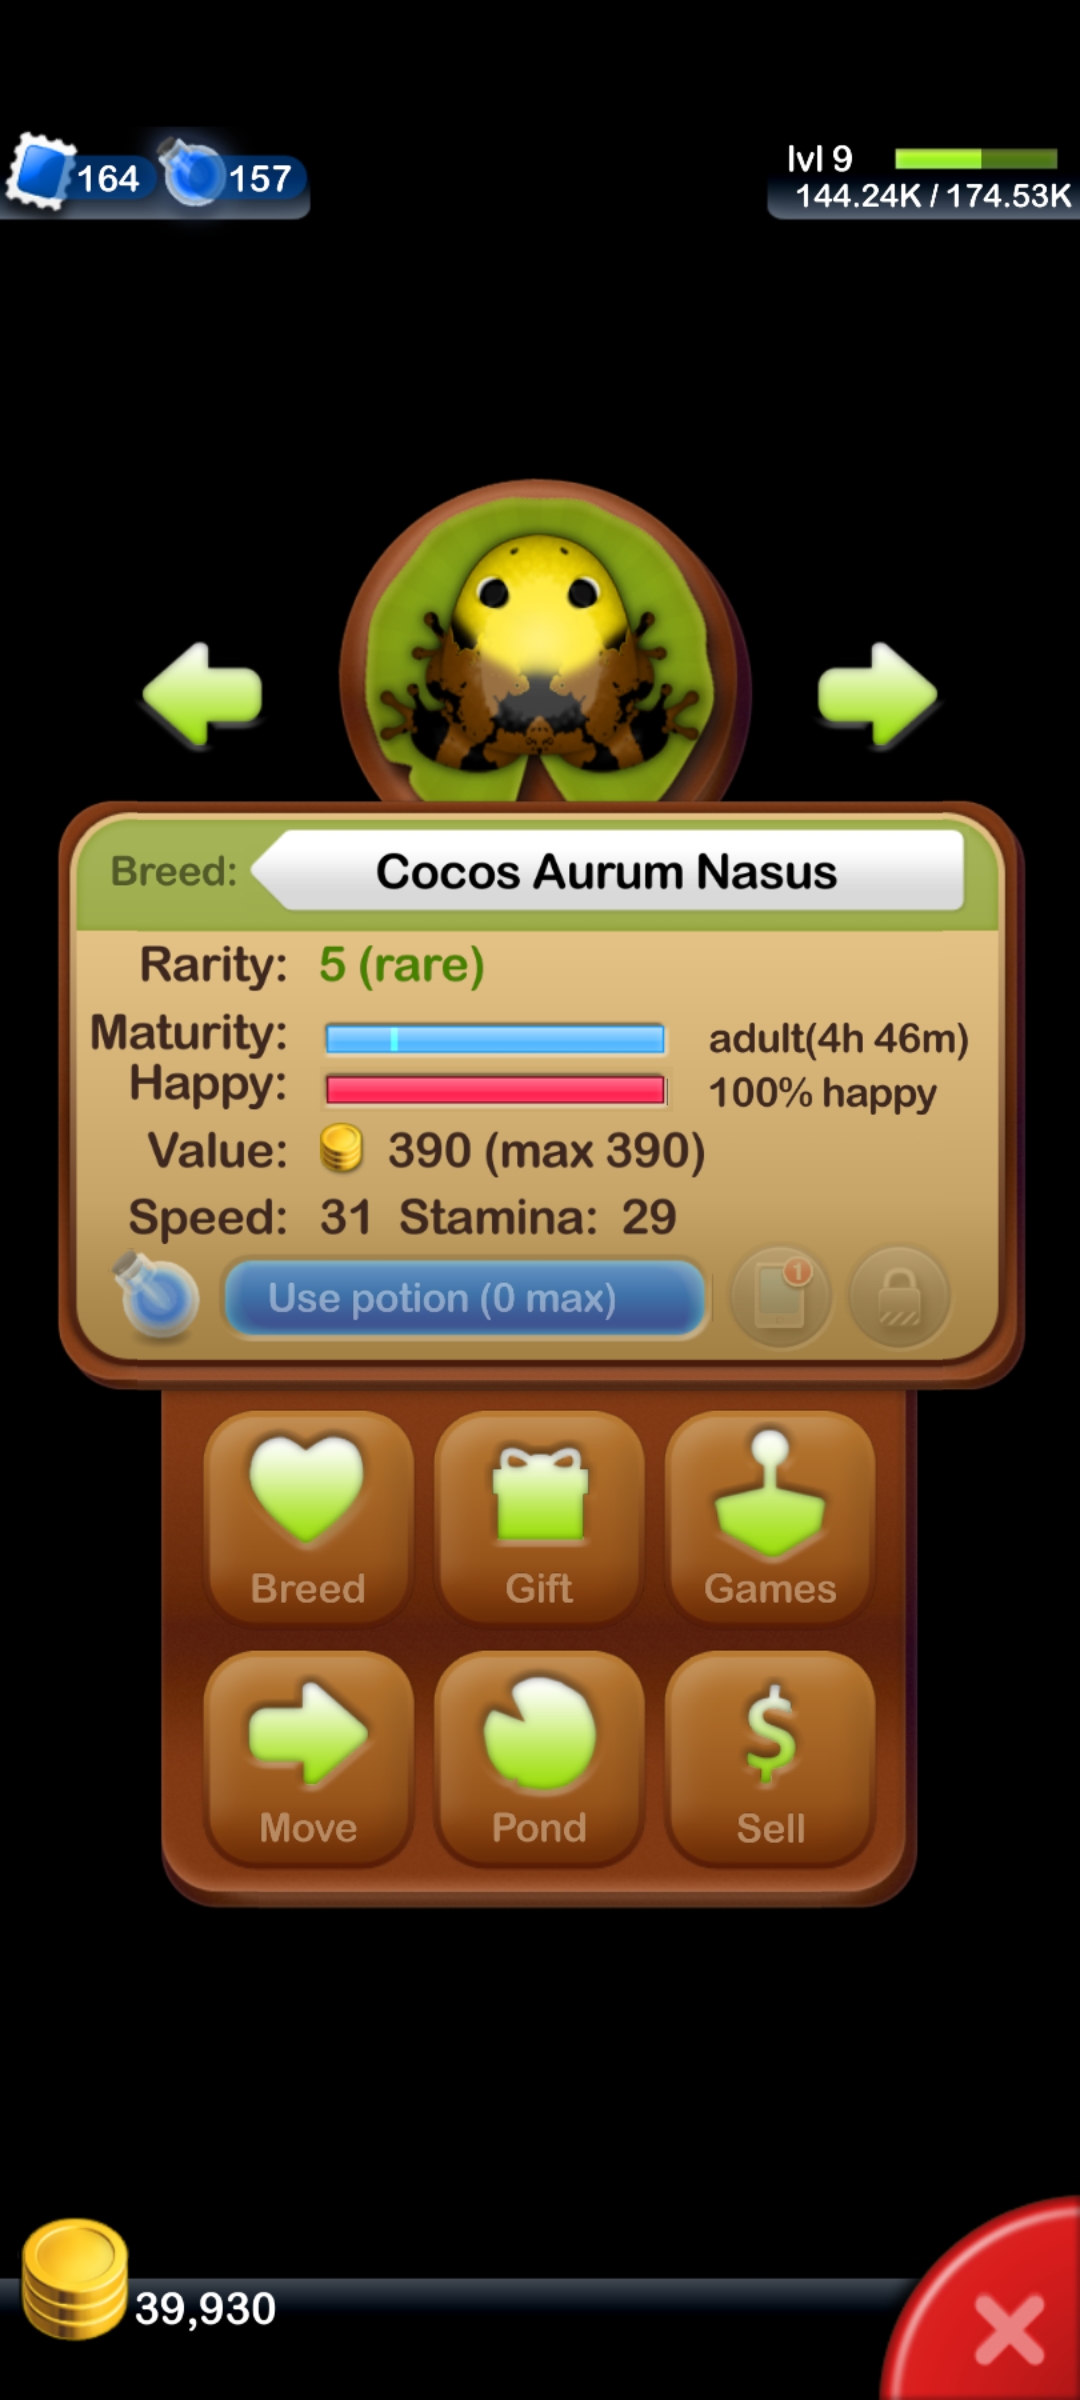 164 157
lvl 9
144.24K / 174.53K
Breed: Cocos Aurum Nasus
Rarity: 5 (rare)
Maturity: adult(4h 46m)
Happy: 100% happy
Value: 390 (max 390)
Speed: 31 Stamina: 29
Use potion (0 max) 1
Breed Gift Games
Move Pond Sell
39,930